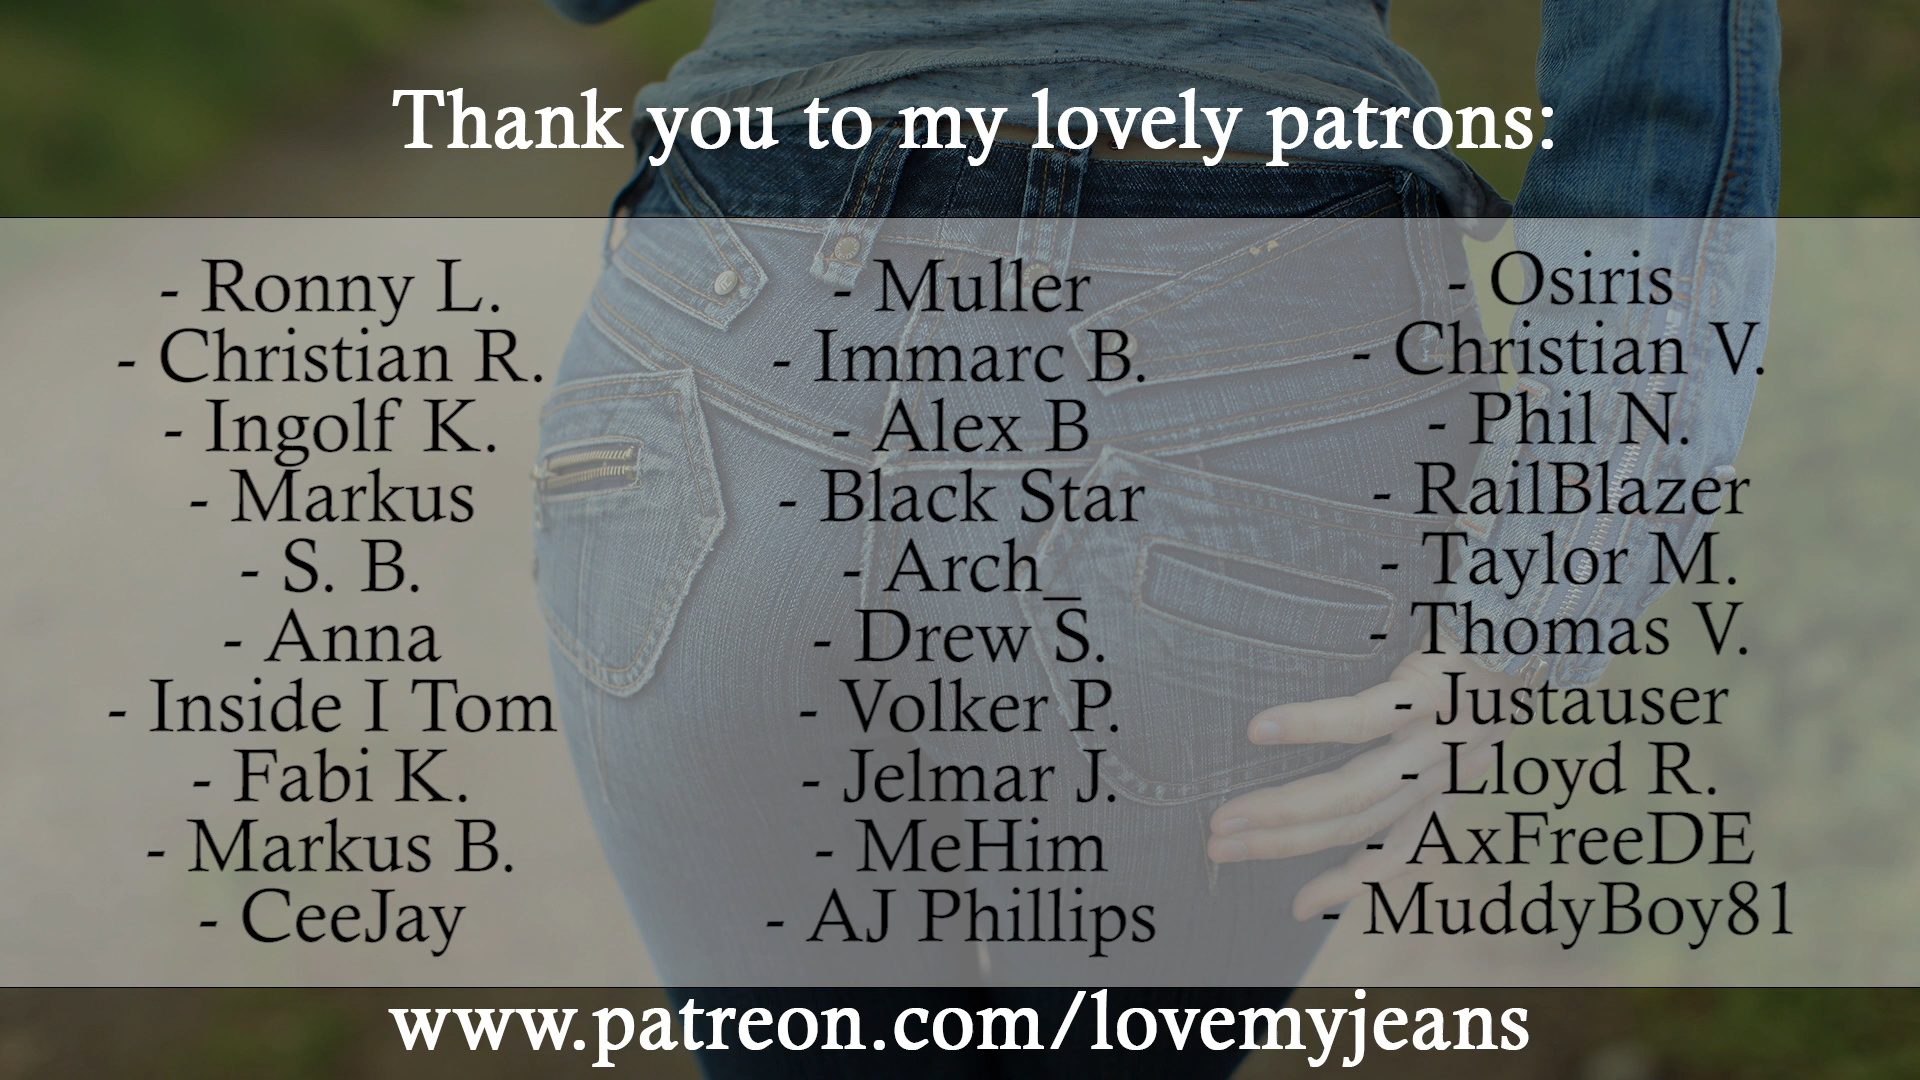 Thank you to my lovely patrons:
- Ronny L.
- Christian R.
- Ingolf K.
- Markus
- S. B.
- Anna
- Inside I Tom
- Fabi K.
- Markus B.
- CeeJay
- Muller
- Immarc B.
- Alex B
- Black Star
- Arch_
- Drew S.
- Volker P.
- Jelmar J.
- MeHim
- AJ Phillips
- Osiris
- Christian V.
- Phil N.
- RailBlazer
- Taylor M.
- Thomas V.
- Justauser
- Lloyd R.
- AxFreeDE
- MuddyBoy81
www.patreon.com/lovemyjeans